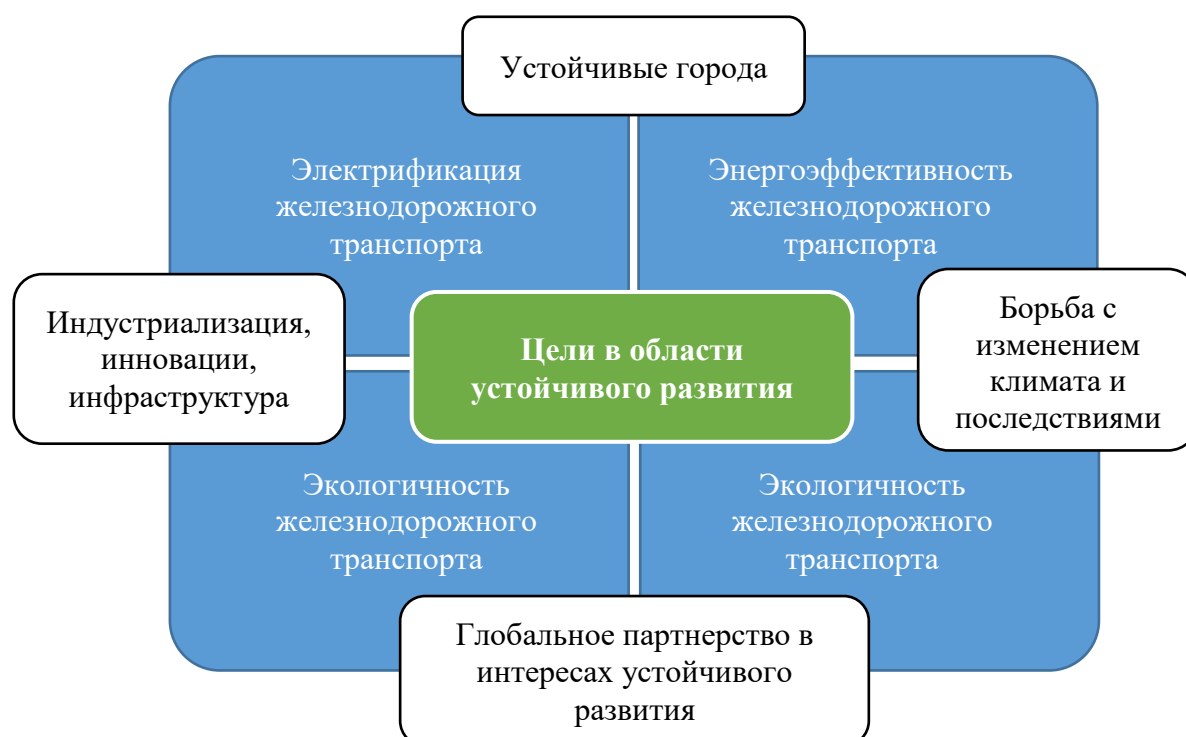 Устойчивые города
Электрификация
железнодорожного
транспорта
Энергоэффективность
железнодорожного
транспорта
Индустриализация,
инновации,
инфраструктура
Цели в области
устойчивого развития
Борьба с
изменением
климата и
последствиями
Экологичность
железнодорожного
транспорта
Экологичность
железнодорожного
транспорта
Глобальное партнерство в
интересах устойчивого
развития